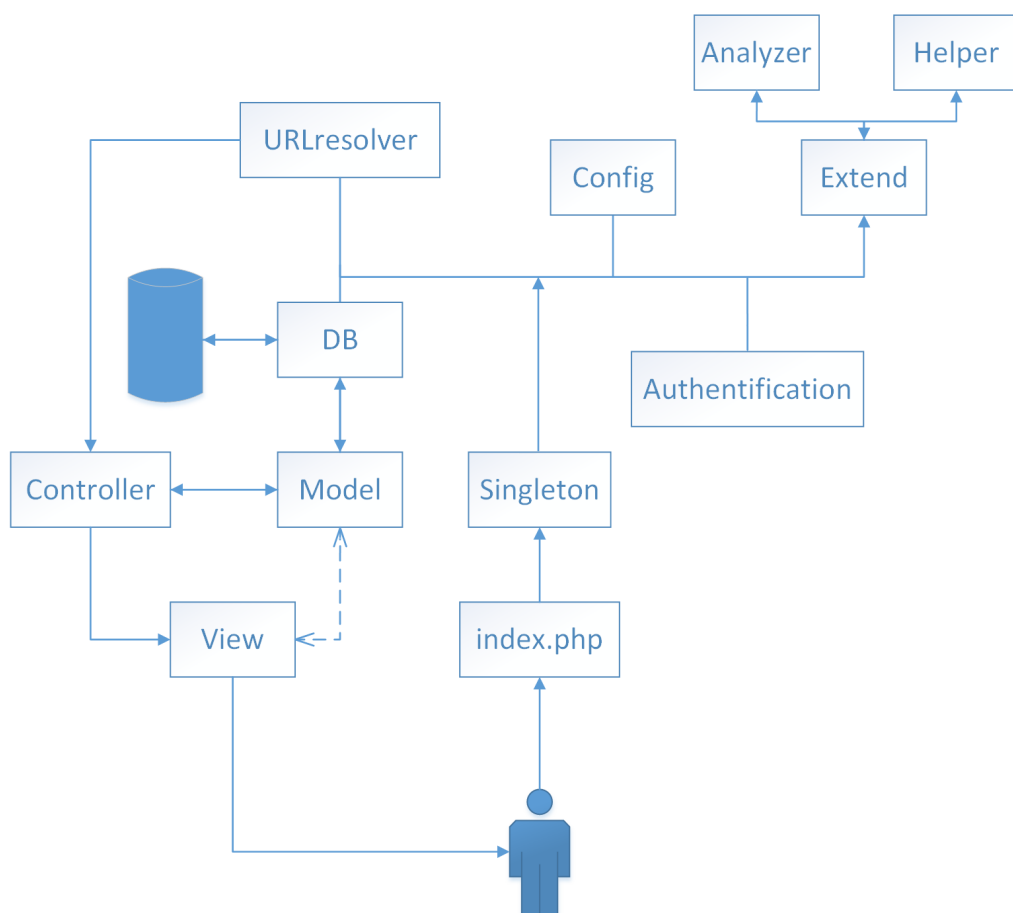 Analyzer
Helper
URLresolver
Config
Extend
DB
Authentification
Controller
Model
Singleton
View
index.php